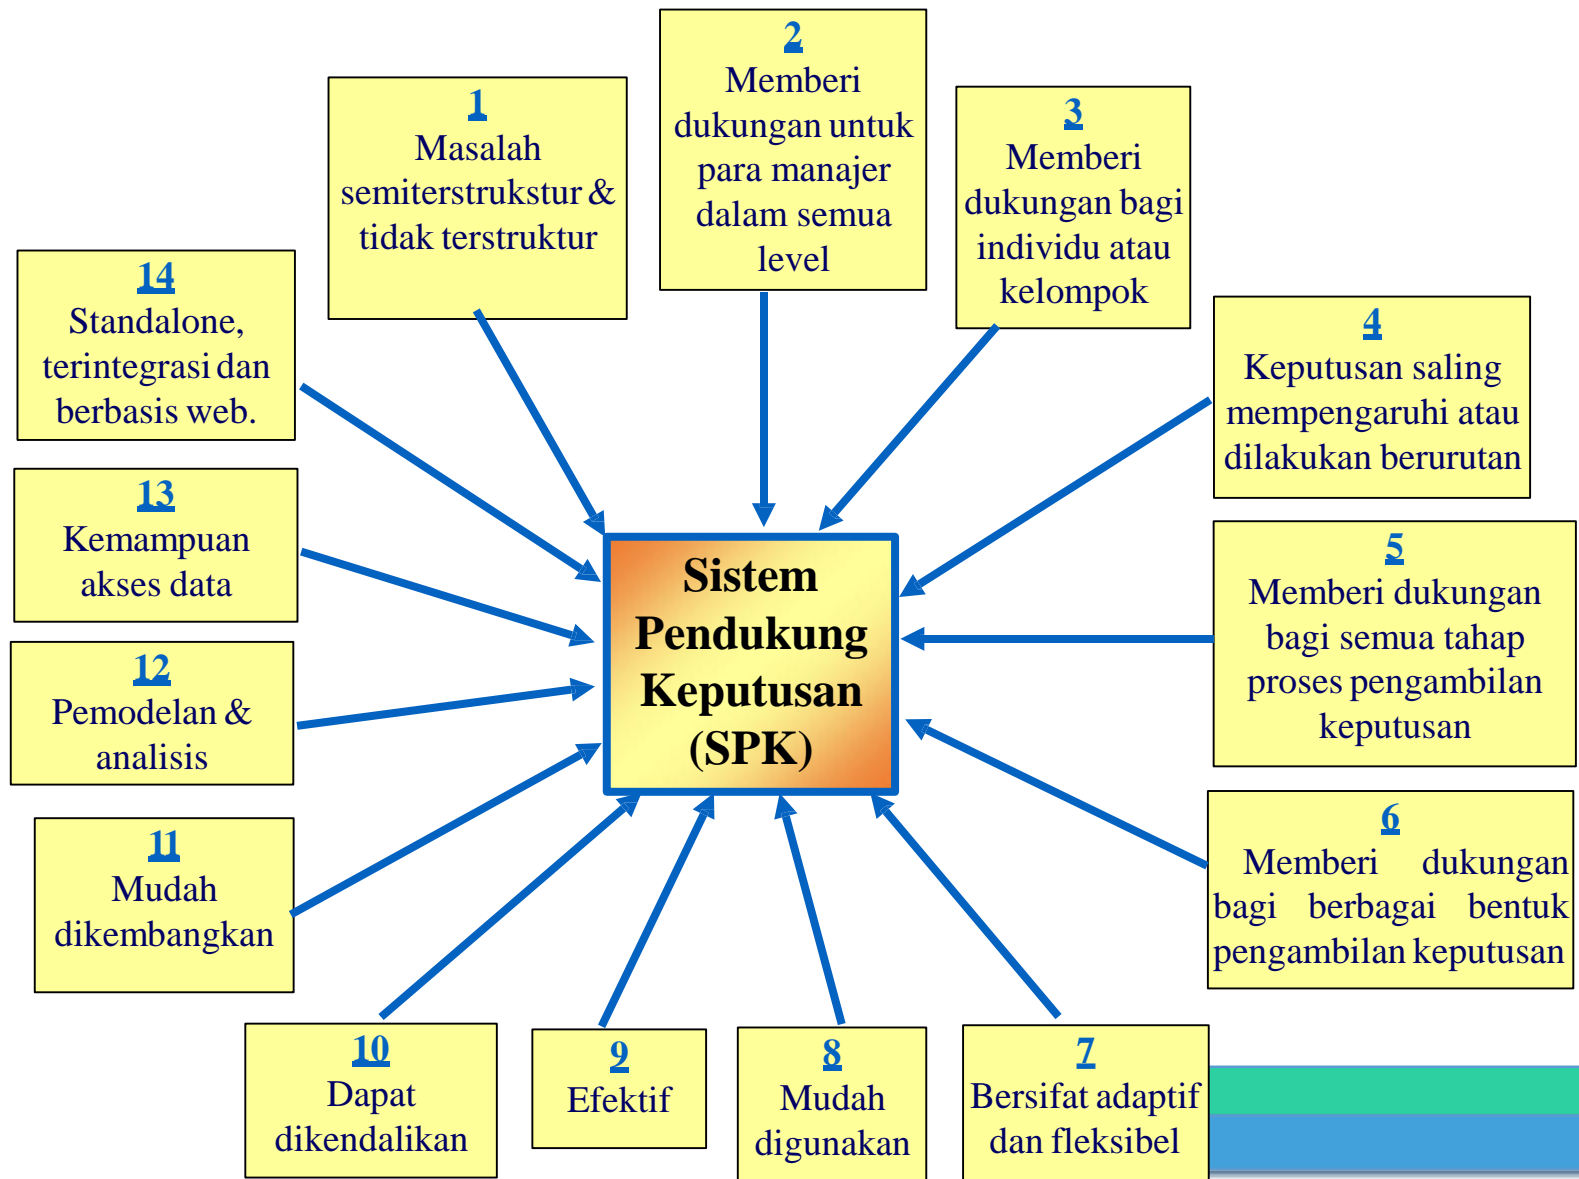 1
Masalah
semiterstrukstur &
tidak terstruktur
2
Memberi
dukungan untuk
para manajer
dalam semua
level
3
Memberi
dukungan bagi
individu atau
kelompok
4
Keputusan saling
mempengaruhi atau
dilakukan berurutan
5
Memberi dukungan
bagi semua tahap
proses pengambilan
keputusan
6
Memberi dukungan
bagi berbagai bentuk
pengambilan keputusan
7
Bersifat adaptif
dan fleksibel
8
Mudah
digunakan
9
Efektif
10
Dapat
dikendalikan
11
Mudah
dikembangkan
12
Pemodelan &
analisis
13
Kemampuan
akses data
14
Standalone,
terintegrasi dan
berbasis web.
Sistem
Pendukung
Keputusan
(SPK)